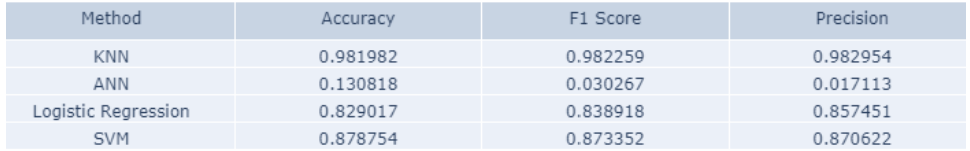 Method Accuracy F1 Score Precision
KNN 0.981982 0.982259 0.982954
ANN 0.130818 0.030267 0.017113
Logistic Regression 0.829017 0.838918 0.857451
SVM 0.878754 0.873352 0.870622